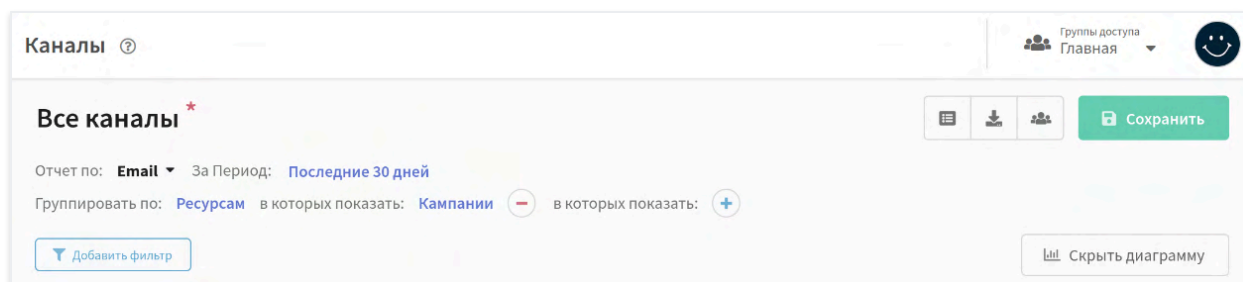 Каналы ?
Группы доступа
Главная
Все каналы *
Сохранить
Отчет по: Email За Период: Последние 30 дней
Группировать по: Ресурсам в которых показать: Кампании − в которых показать: +
Добавить фильтр
Скрыть диаграмму